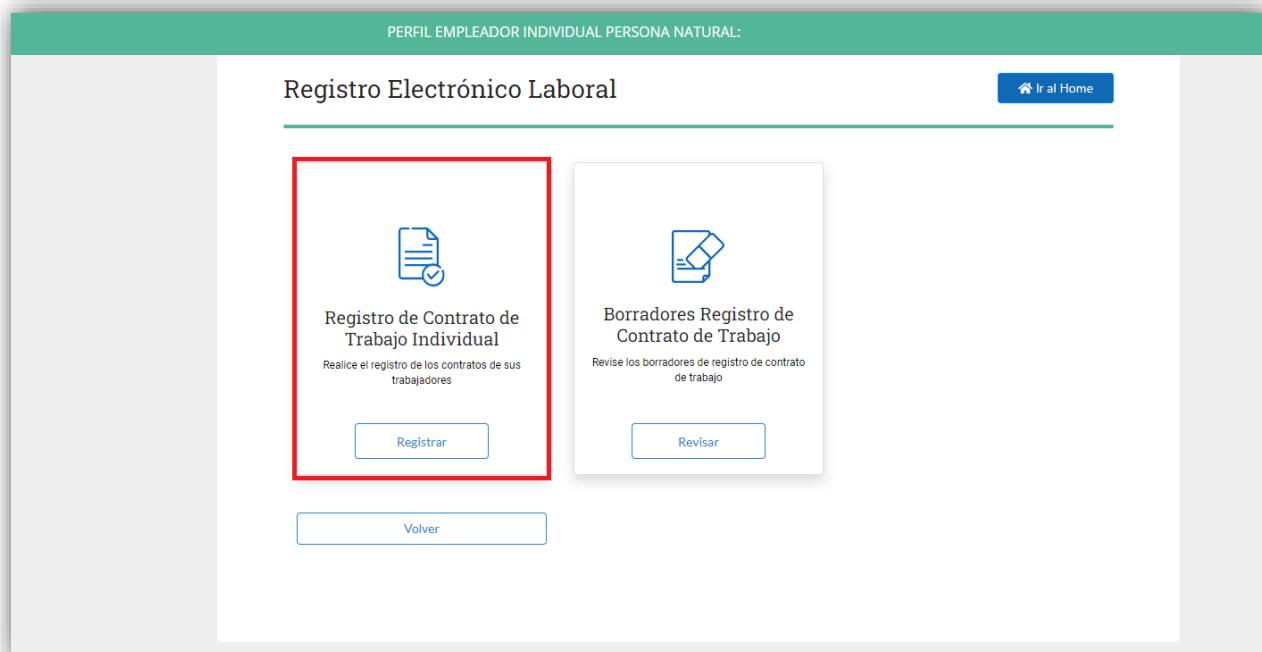 PERFIL EMPLEADOR INDIVIDUAL PERSONA NATURAL:
Registro Electrónico Laboral
Ir al Home
Registro de Contrato de
Trabajo Individual
Realice el registro de los contratos de sus
trabajadores
Registrar
Borradores Registro de
Contrato de Trabajo
Revise los borradores de registro de contrato
de trabajo
Revisar
Volver